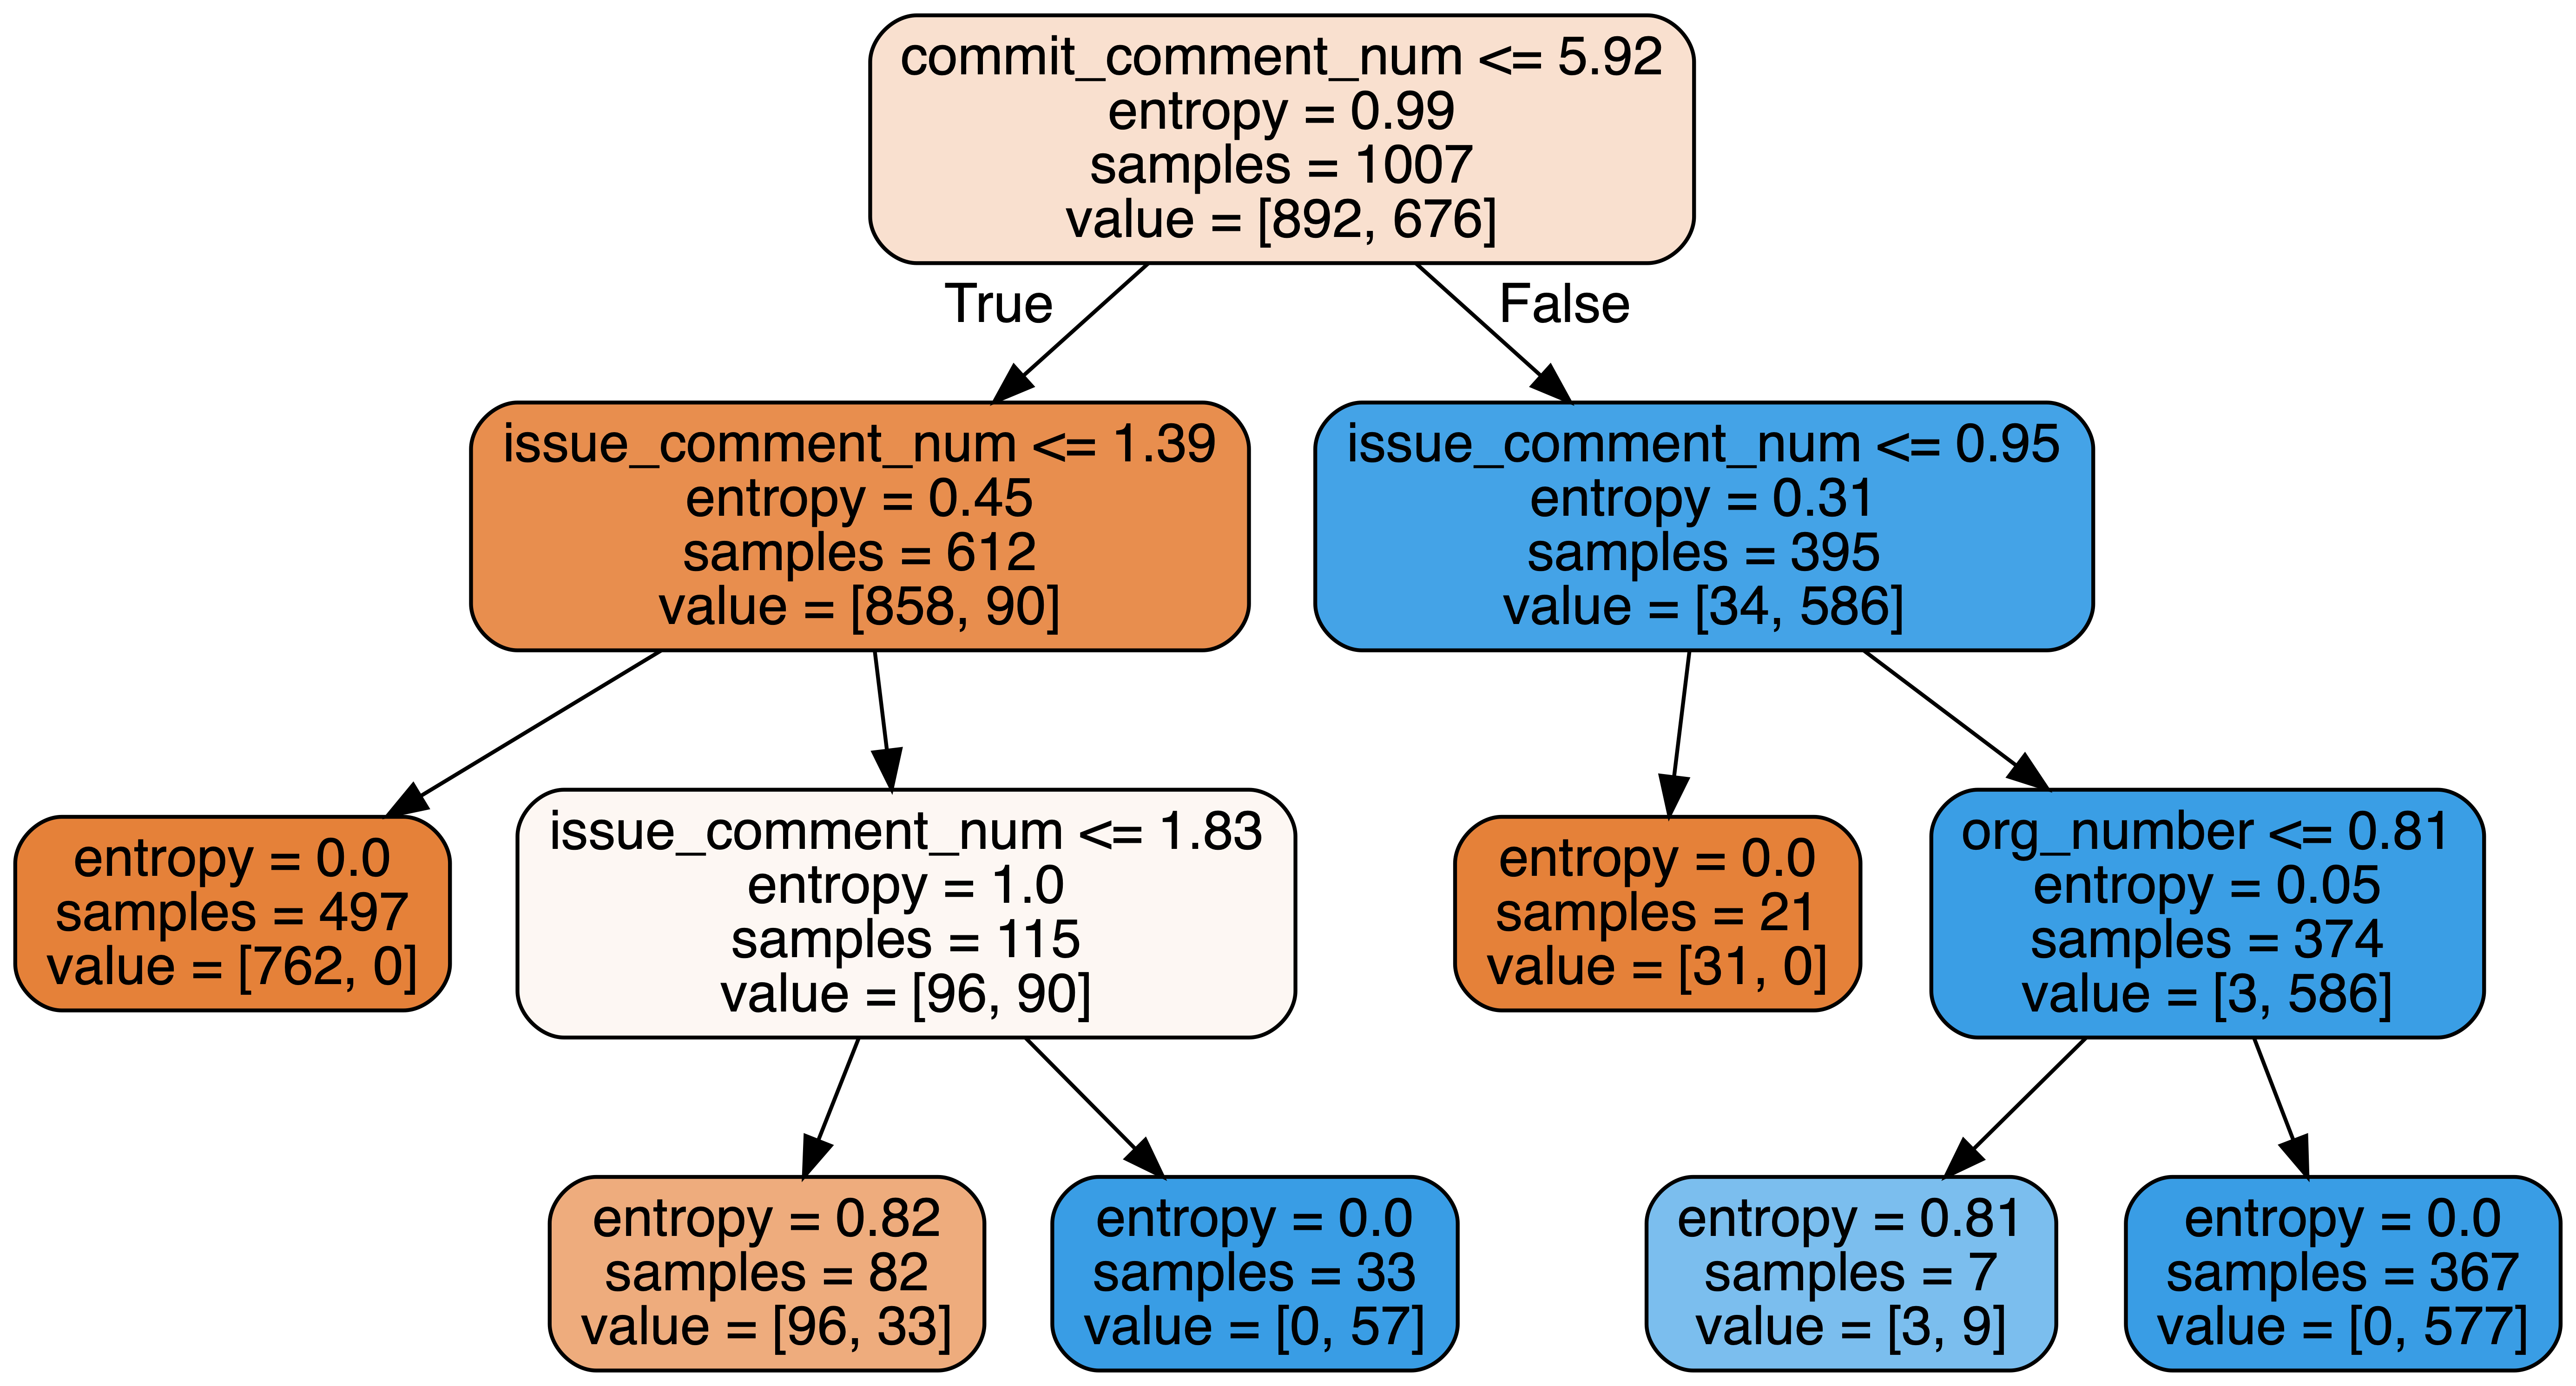 commit_comment_num <= 5.92
entropy = 0.99
samples = 1007
value = [892, 676]
True
False
issue_comment_num <= 1.39
entropy = 0.45
samples = 612
value = [858, 90]
issue_comment_num <= 0.95
entropy = 0.31
samples = 395
value = [34, 586]
entropy = 0.0
samples = 497
value = [762, 0]
issue_comment_num <= 1.83
entropy = 1.0
samples = 115
value = [96, 90]
entropy = 0.0
samples = 21
value = [31, 0]
org_number <= 0.81
entropy = 0.05
samples = 374
value = [3, 586]
entropy = 0.82
samples = 82
value = [96, 33]
entropy = 0.0
samples = 33
value = [0, 57]
entropy = 0.81
samples = 7
value = [3, 9]
entropy = 0.0
samples = 367
value = [0, 577]